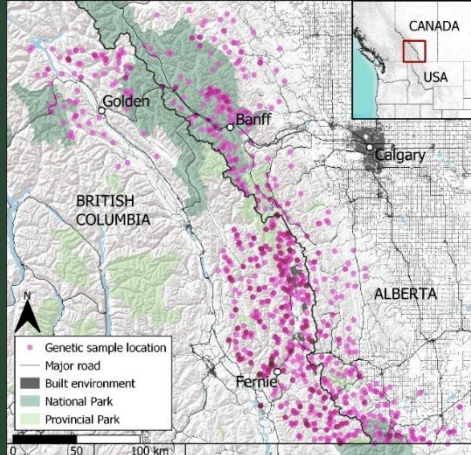 CANADA
USA
Golden
Banff
Calgary
BRITISH
COLUMBIA
ALBERTA
N
Genetic sample location
Major road
Built environment
National Park
Provincial Park
Fernie
0 50 100 km